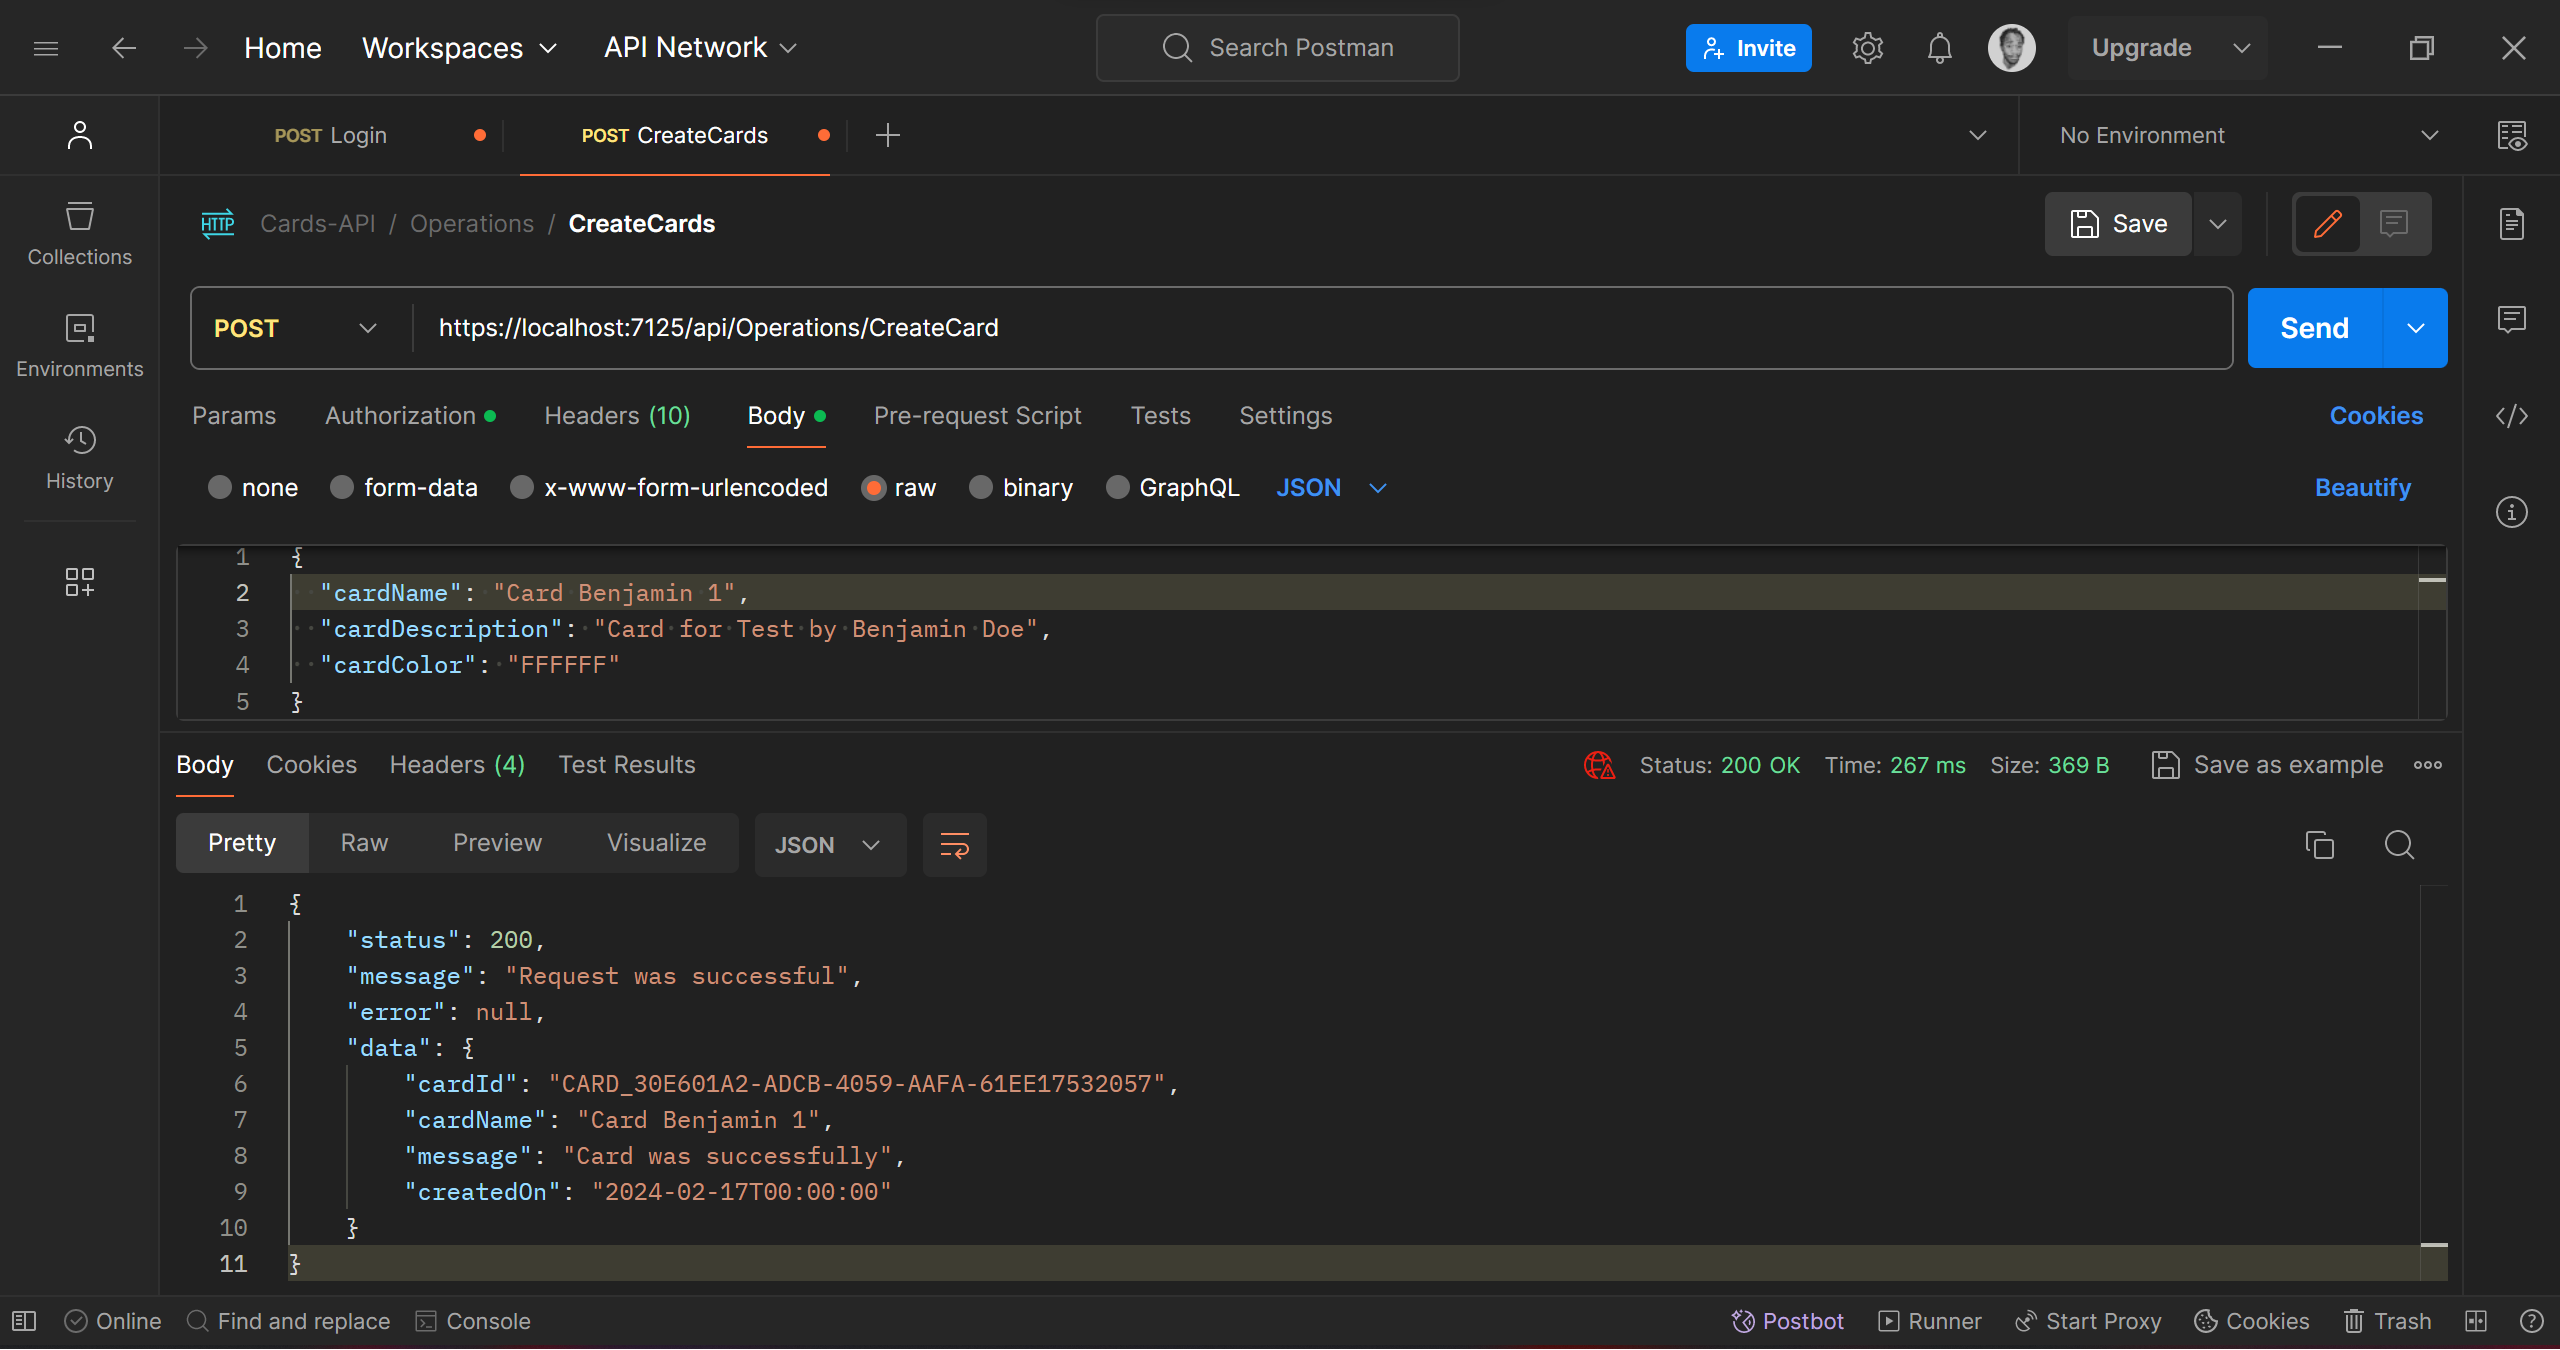 Home Workspaces API Network Search Postman Invite Upgrade
POST Login POST CreateCards No Environment
HTTP Cards-API / Operations / CreateCards Save
Collections
POST https://localhost:7125/api/Operations/CreateCard Send
Environments
Params Authorization Headers (10) Body Pre-request Script Tests Settings Cookies
History
none form-data x-www-form-urlencoded raw binary GraphQL JSON Beautify
1 {
2 "cardName": "Card Benjamin 1",
3 "cardDescription": "Card for Test by Benjamin Doe",
4 "cardColor": "FFFFFF"
5 }
Body Cookies Headers (4) Test Results Status: 200 OK Time: 267 ms Size: 369 B Save as example
Pretty Raw Preview Visualize JSON
1 {
2 "status": 200,
3 "message": "Request was successful",
4 "error": null,
5 "data": {
6 "cardId": "CARD_30E601A2-ADCB-4059-AAFA-61EE17532057",
7 "cardName": "Card Benjamin 1",
8 "message": "Card was successfully",
9 "createdOn": "2024-02-17T00:00:00"
10 }
11 }
Online Find and replace Console Postbot Runner Start Proxy Cookies Trash